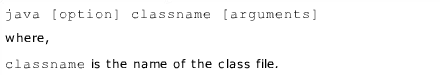 java [option] classname [arguments]
where,
classname is the name of the class file.